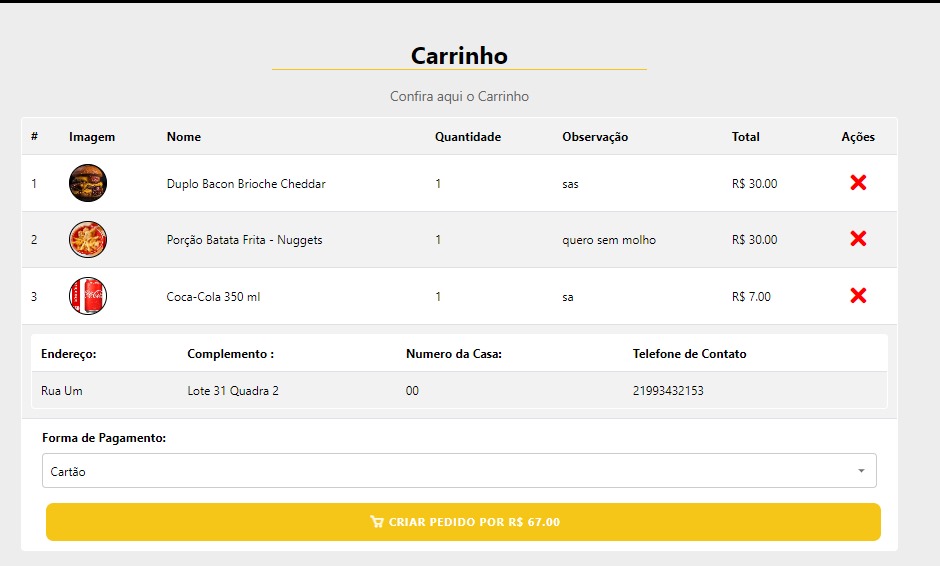 Carrinho
Confira aqui o Carrinho
# Imagem Nome Quantidade Observação Total Ações
1 Duplo Bacon Brioche Cheddar 1 sas R$ 30.00
2 Porção Batata Frita - Nuggets 1 quero sem molho R$ 30.00
3 Coca-Cola 350 ml 1 sa R$ 7.00
Endereço: Complemento : Numero da Casa: Telefone de Contato
Rua Um Lote 31 Quadra 2 00 21993432153
Forma de Pagamento:
Cartão
CRIAR PEDIDO POR R$ 67.00